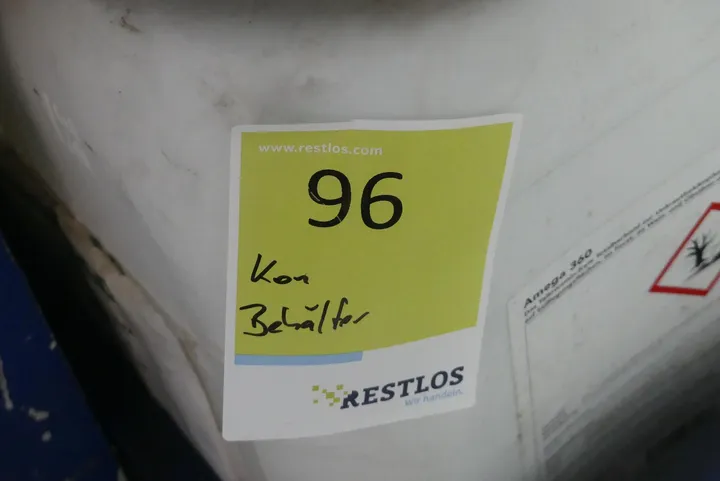 www.restlos.com
96
Kon
Behälter
RESTLOS
Wir handeln.
Amega 360